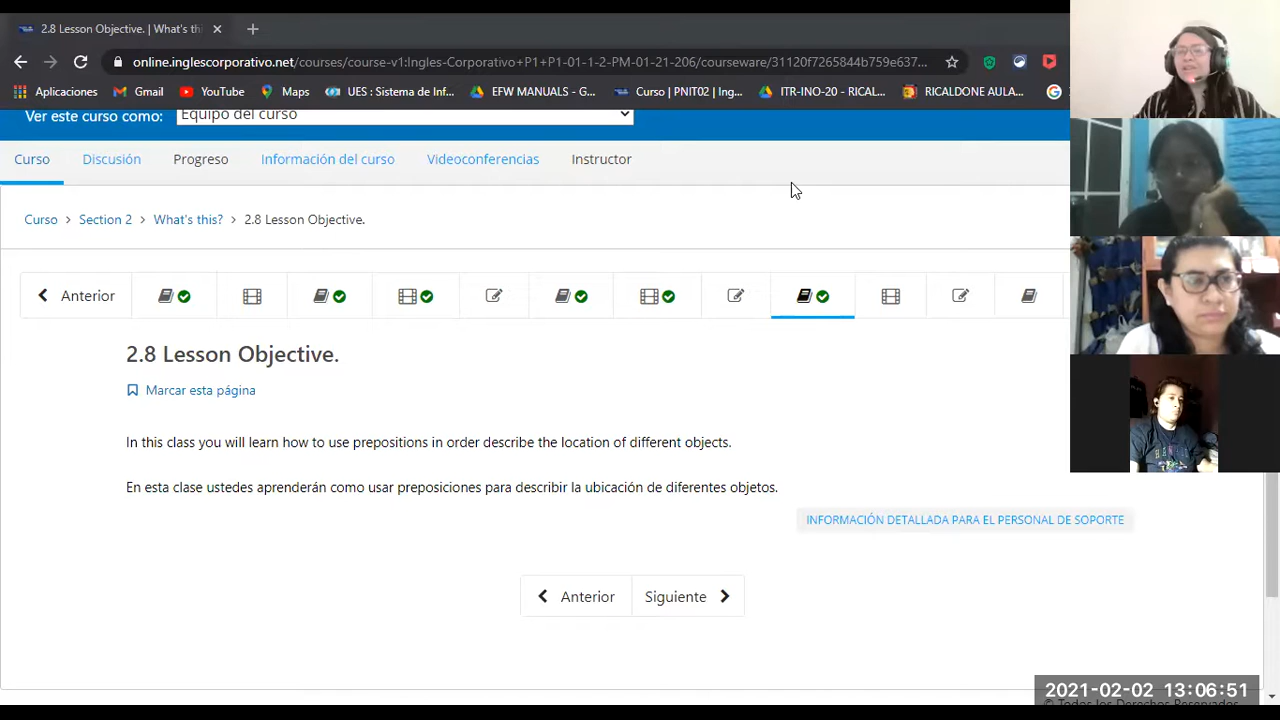 2.8 Lesson Objective. | What's thi
online.inglescorporativo.net/courses/course-v1:Ingles-Corporativo+P1+P1-01-1-2-PM-01-21-206/courseware/31120f7265844b759e637...
Aplicaciones Gmail YouTube Maps UES : Sistema de Inf... EFW MANUALS - G... Curso | PNIT02 | Ing... ITR-INO-20 - RICAL... RICALDONE AULA...
Ver este curso como: Equipo del curso
Curso Discusión Progreso Información del curso Videoconferencias Instructor
Curso > Section 2 > What's this? > 2.8 Lesson Objective.
Anterior
2.8 Lesson Objective.
Marcar esta página
In this class you will learn how to use prepositions in order describe the location of different objects.
En esta clase ustedes aprenderán como usar preposiciones para describir la ubicación de diferentes objetos.
INFORMACIÓN DETALLADA PARA EL PERSONAL DE SOPORTE
Anterior Siguiente
2021-02-02 13:06:51
© Todos los Derechos Reservados